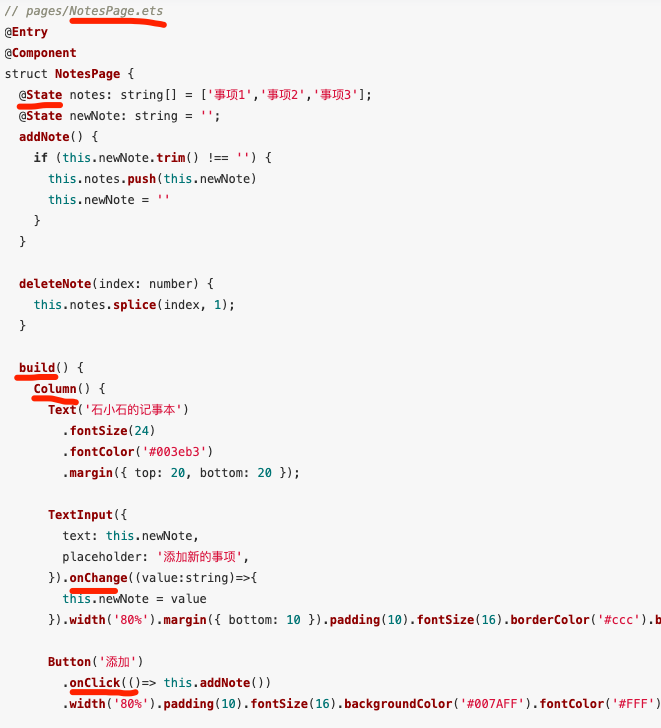 // pages/NotesPage.ets
@Entry
@Component
struct NotesPage {
  @State notes: string[] = ['事项1','事项2','事项3'];
  @State newNote: string = '';
  addNote() {
    if (this.newNote.trim() !== '') {
      this.notes.push(this.newNote)
      this.newNote = ''
    }
  }

  deleteNote(index: number) {
    this.notes.splice(index, 1);
  }

  build() {
    Column() {
      Text('石小石的记事本')
        .fontSize(24)
        .fontColor('#003eb3')
        .margin({ top: 20, bottom: 20 });

      TextInput({
        text: this.newNote,
        placeholder: '添加新的事项',
      }).onChange((value:string)=>{
        this.newNote = value
      }).width('80%').margin({ bottom: 10 }).padding(10).fontSize(16).borderColor('#ccc').b

      Button('添加')
        .onClick(()=> this.addNote())
        .width('80%').padding(10).fontSize(16).backgroundColor('#007AFF').fontColor('#FFF')